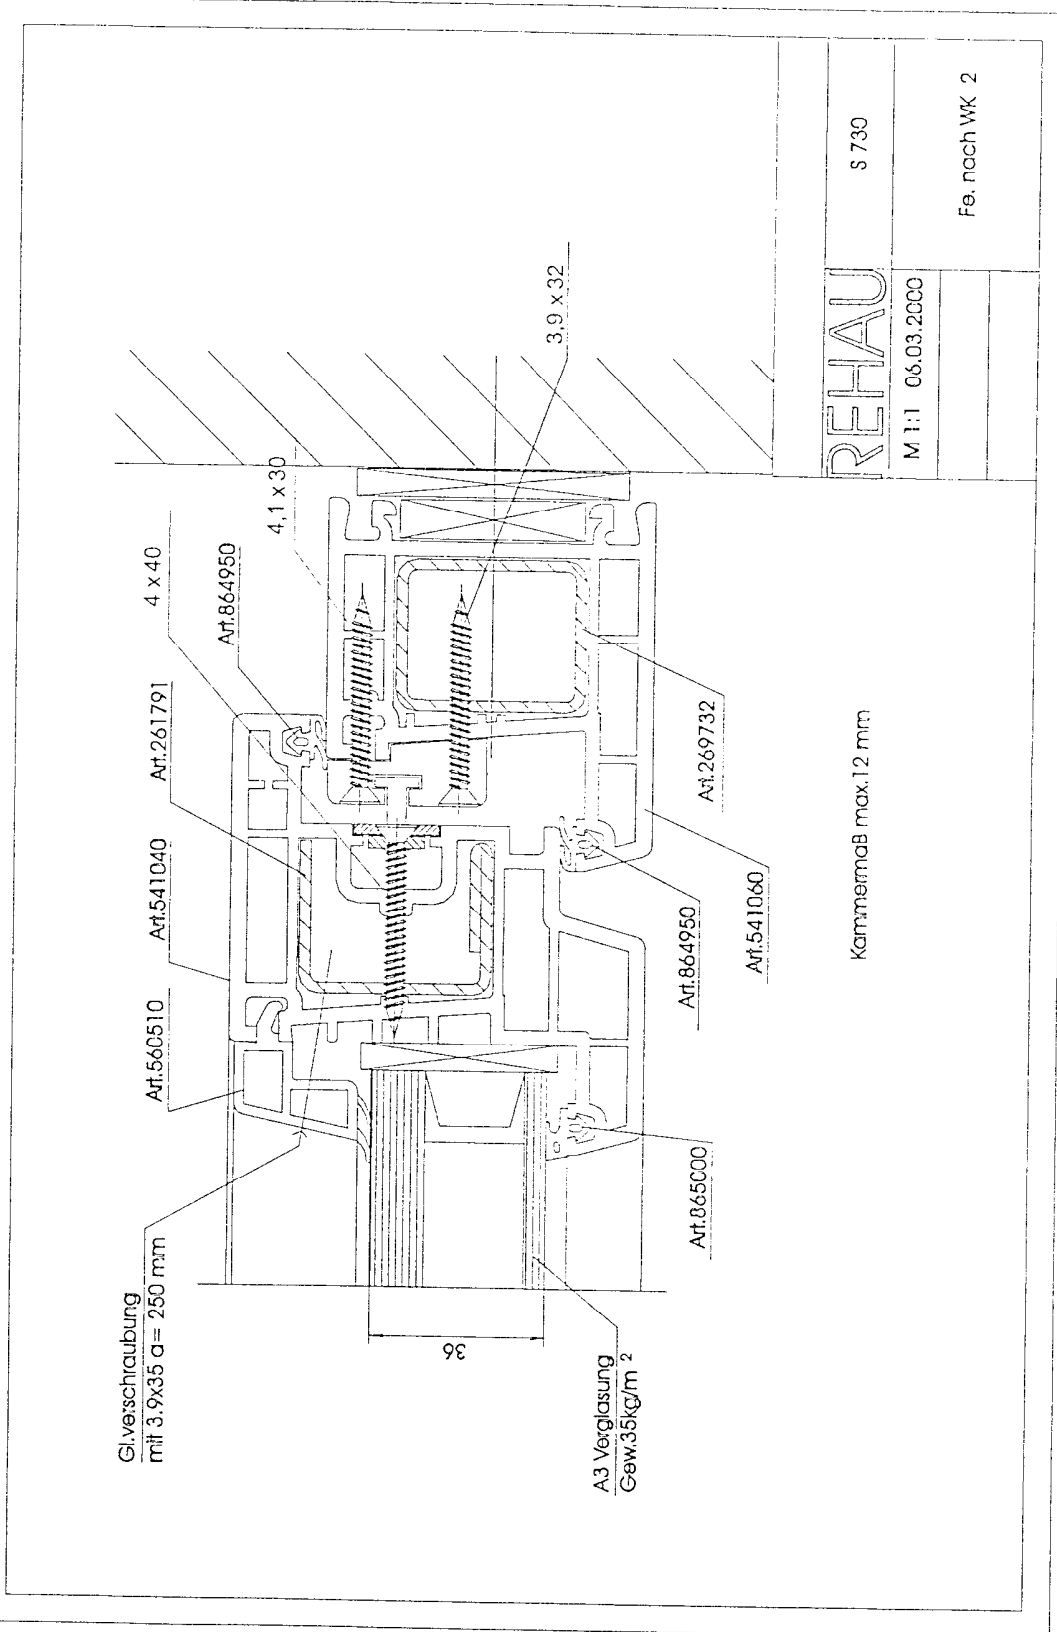 Gl.verschraubung
mit 3.9x35 a= 250 mm
Art.560510
Art.541040
Art.261791
4 x 40
Art.864950
4,1 x 30
3,9 x 32
36
A3 Verglasung
Gew.35kg/m 2
Art.865000
Art.864950
Art.541060
Art.269732
Kammermaß max.12 mm
REHAU
S 730
M 1:1 06.03.2000
Fe. nach WK 2